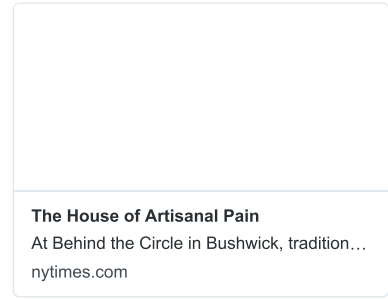 The House of Artisanal Pain
At Behind the Circle in Bushwick, tradition…
nytimes.com